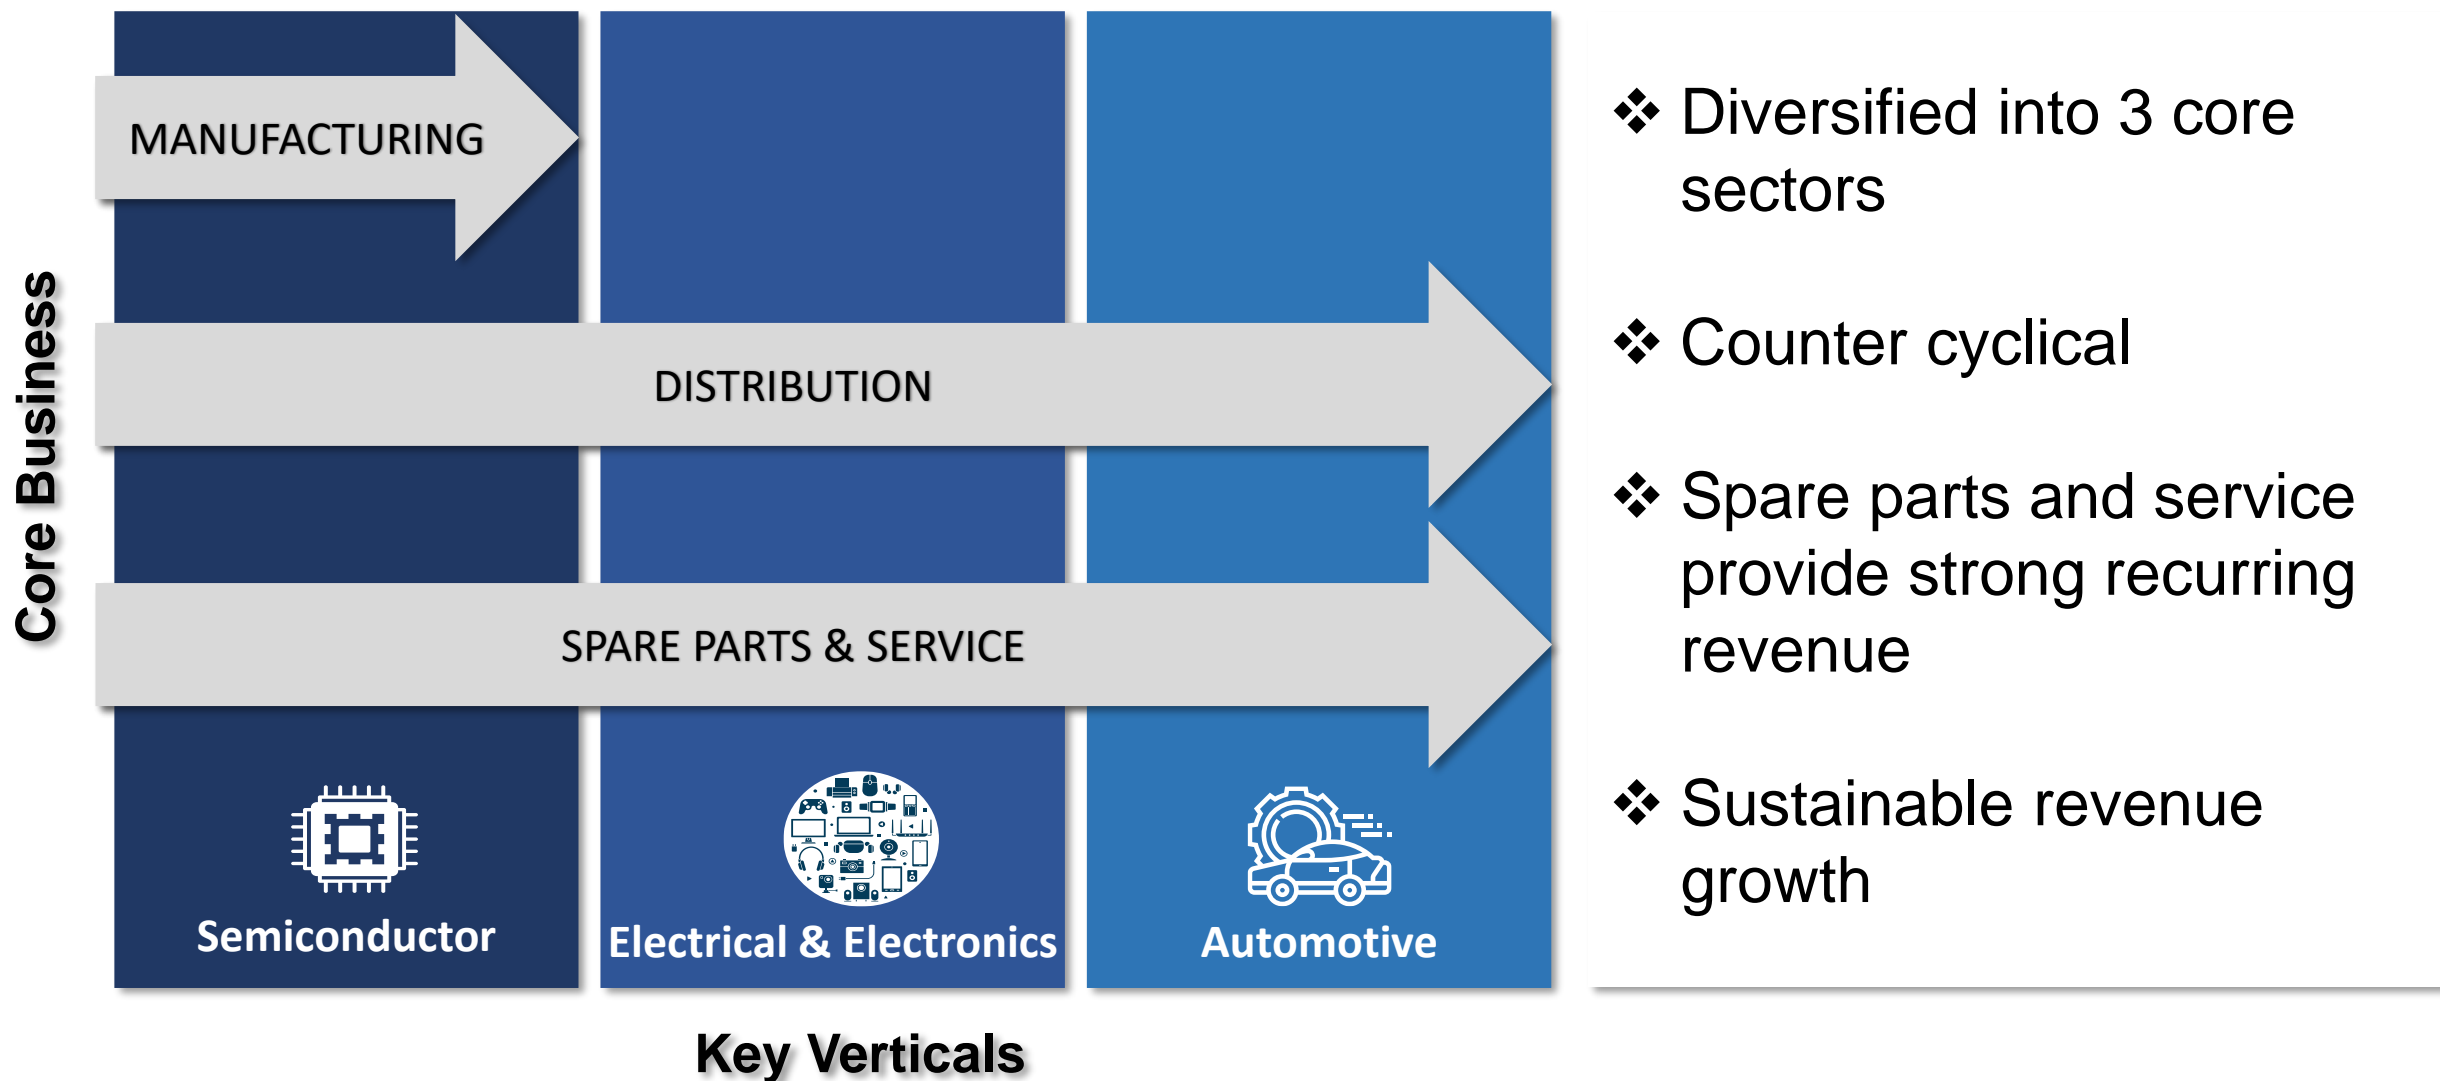 MANUFACTURING
DISTRIBUTION
SPARE PARTS & SERVICE
Core Business
Semiconductor
Electrical & Electronics
Automotive
Key Verticals
❖ Diversified into 3 core
sectors
❖ Counter cyclical
❖ Spare parts and service
provide strong recurring
revenue
❖ Sustainable revenue
growth